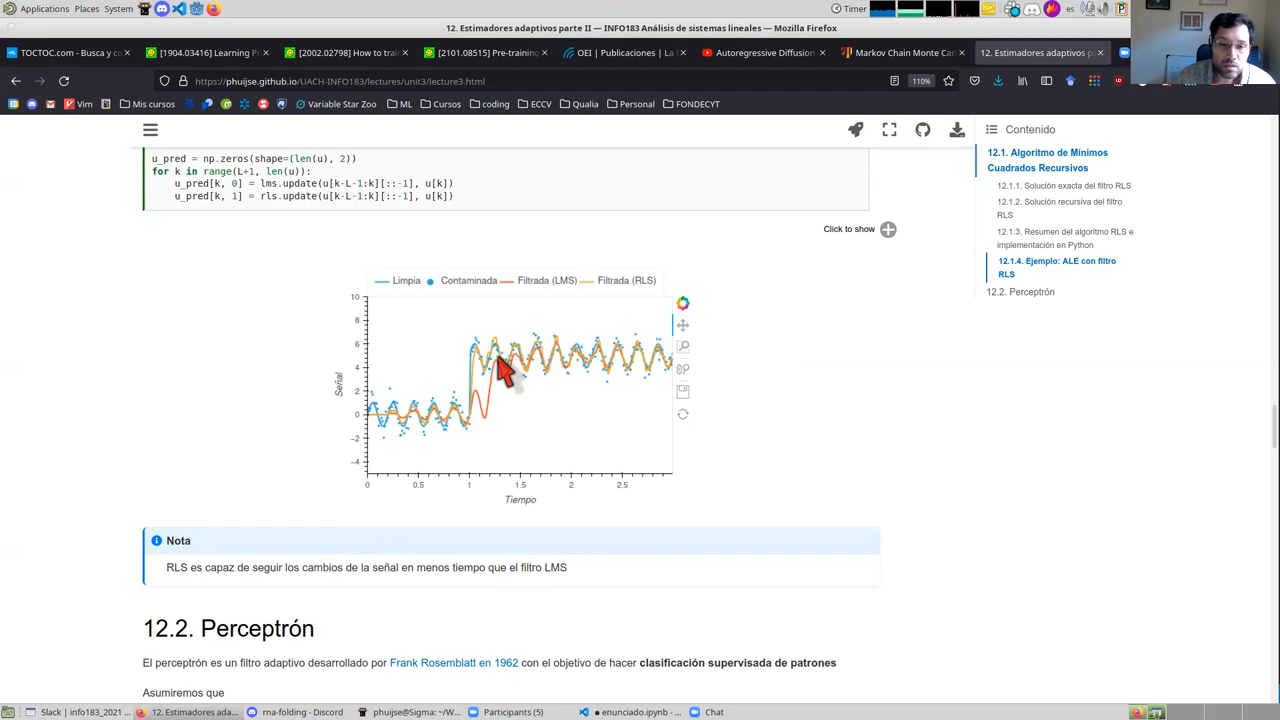 Applications Places System
Timer
es
12. Estimadores adaptivos parte II — INFO183 Análisis de sistemas lineales — Mozilla Firefox
TOCTOC.com - Busca y co
[1904.03416] Learning Pr
[2002.02798] How to train
[2107.08515] Pre-tra
OEI | Publicaciones | La I
Autoregressive Diffusion
Markov Chain Monte Carl
12. Estimadores adaptivos pa
https://phuijse.github.io/UACH-INFO183/lectures/unit3/lecture3.html
110%
Mis cursos
Vim
Variable Star Zoo
ML
Cursos
coding
ECCV
Qualia
Personal
FONDECYT
u_pred = np.zeros(shape=(len(u), 2))
for k in range(L+1, len(u)):
u_pred[k, 0] = lms.update(u[k-L-1:k][::-1], u[k])
u_pred[k, 1] = rls.update(u[k-L-1:k][::-1], u[k])
Click to show
Limpia
Contaminada
Filtrada (LMS)
Filtrada (RLS)
10
8
6
4
2
0
−2
−4
Señal
0
0.5
1
1.5
2
2.5
Tiempo
Nota
RLS es capaz de seguir los cambios de la señal en menos tiempo que el filtro LMS
12.2. Perceptrón
El perceptrón es un filtro adaptivo desarrollado por Frank Rosemblatt en 1962 con el objetivo de hacer clasificación supervisada de patrones
Asumiremos que
Contenido
12.1. Algoritmo de Mínimos
Cuadrados Recursivos
12.1.1. Solución exacta del filtro RLS
12.1.2. Solución recursiva del filtro
RLS
12.1.3. Resumen del algoritmo RLS e
implementación en Python
12.1.4. Ejemplo: ALE con filtro
RLS
12.2. Perceptrón
Slack | info183_2021 ...
12. Estimadores ada...
rna-folding - Discord
phuijse@Sigma: ~/W...
Participants (5)
enunciado.ipynb - ...
Chat